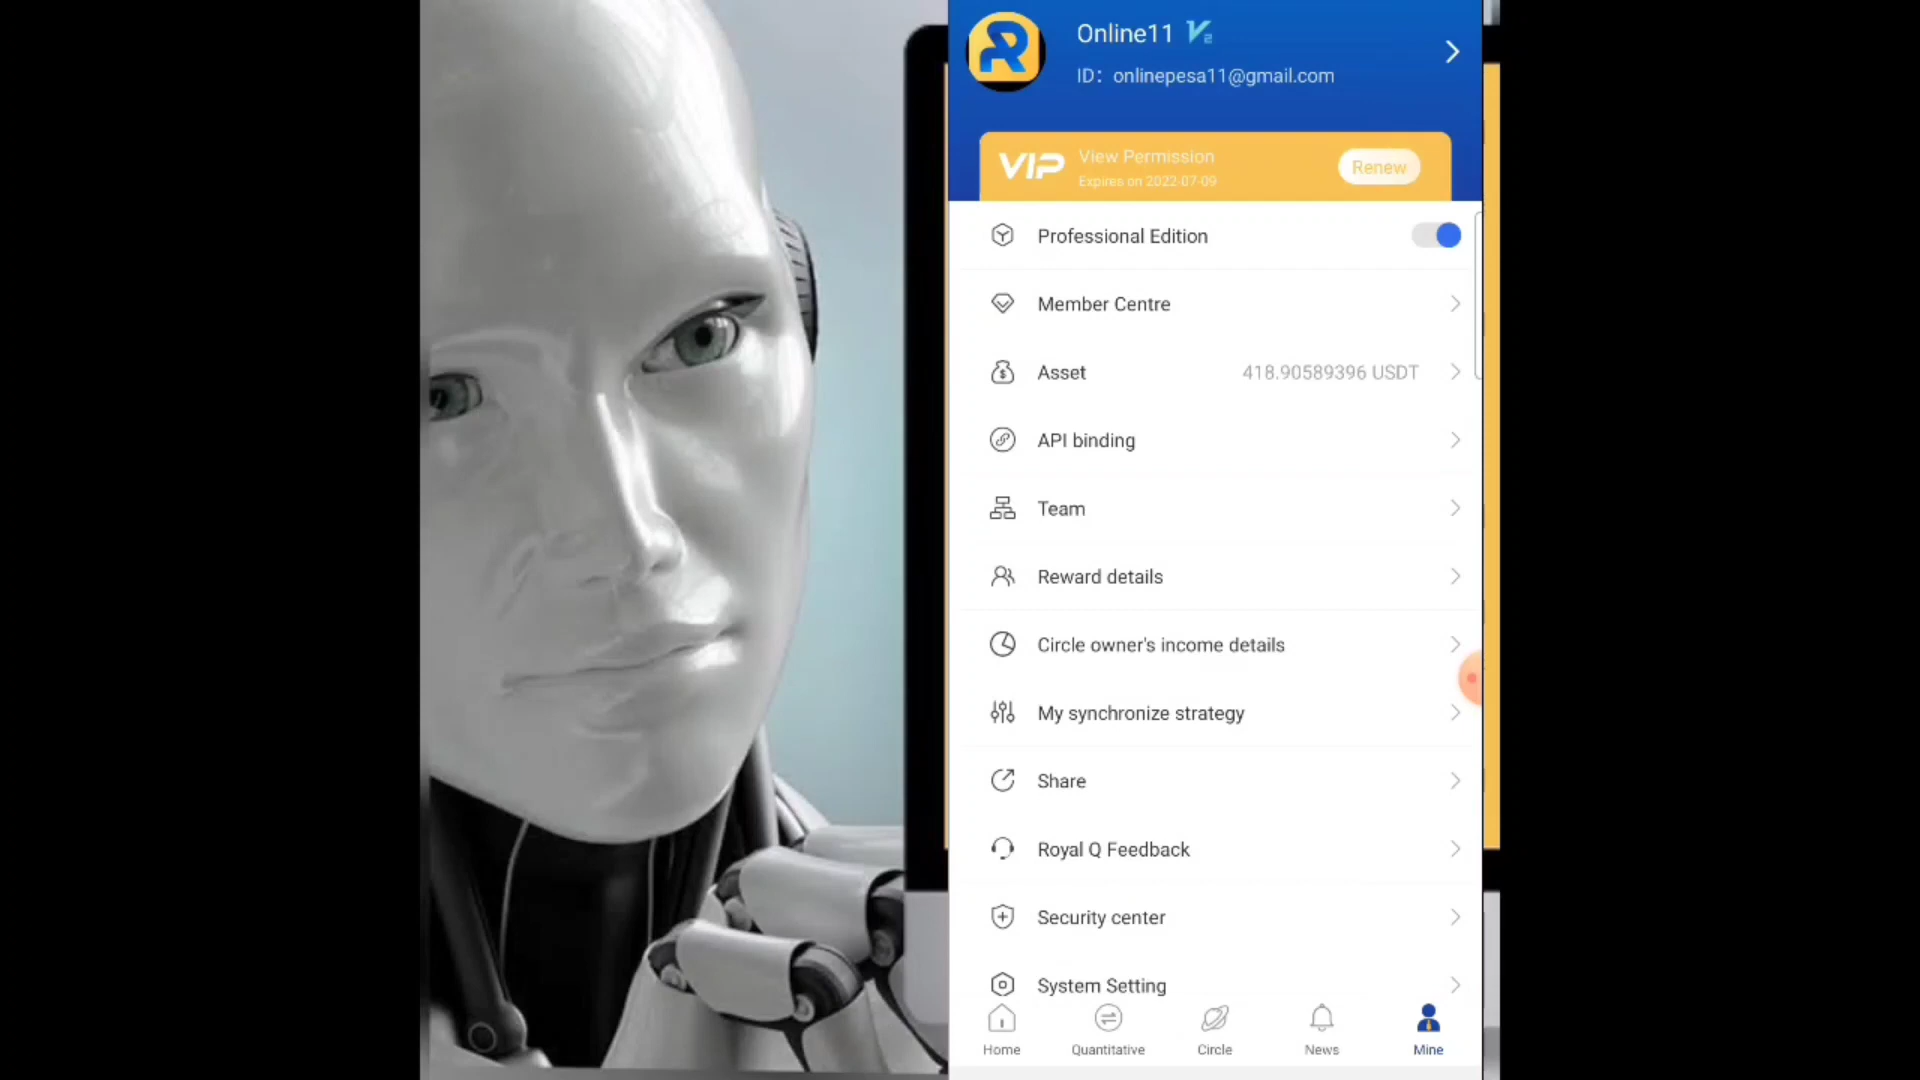 Online11 V2
ID: onlinepesa11@gmail.com
VIP
View Permission
Expires on 2022-07-09
Renew
Professional Edition
Member Centre
Asset 418.90589396 USDT
API binding
Team
Reward details
Circle owner's income details
My synchronize strategy
Share
Royal Q Feedback
Security center
System Setting
Home Quantitative Circle News Mine